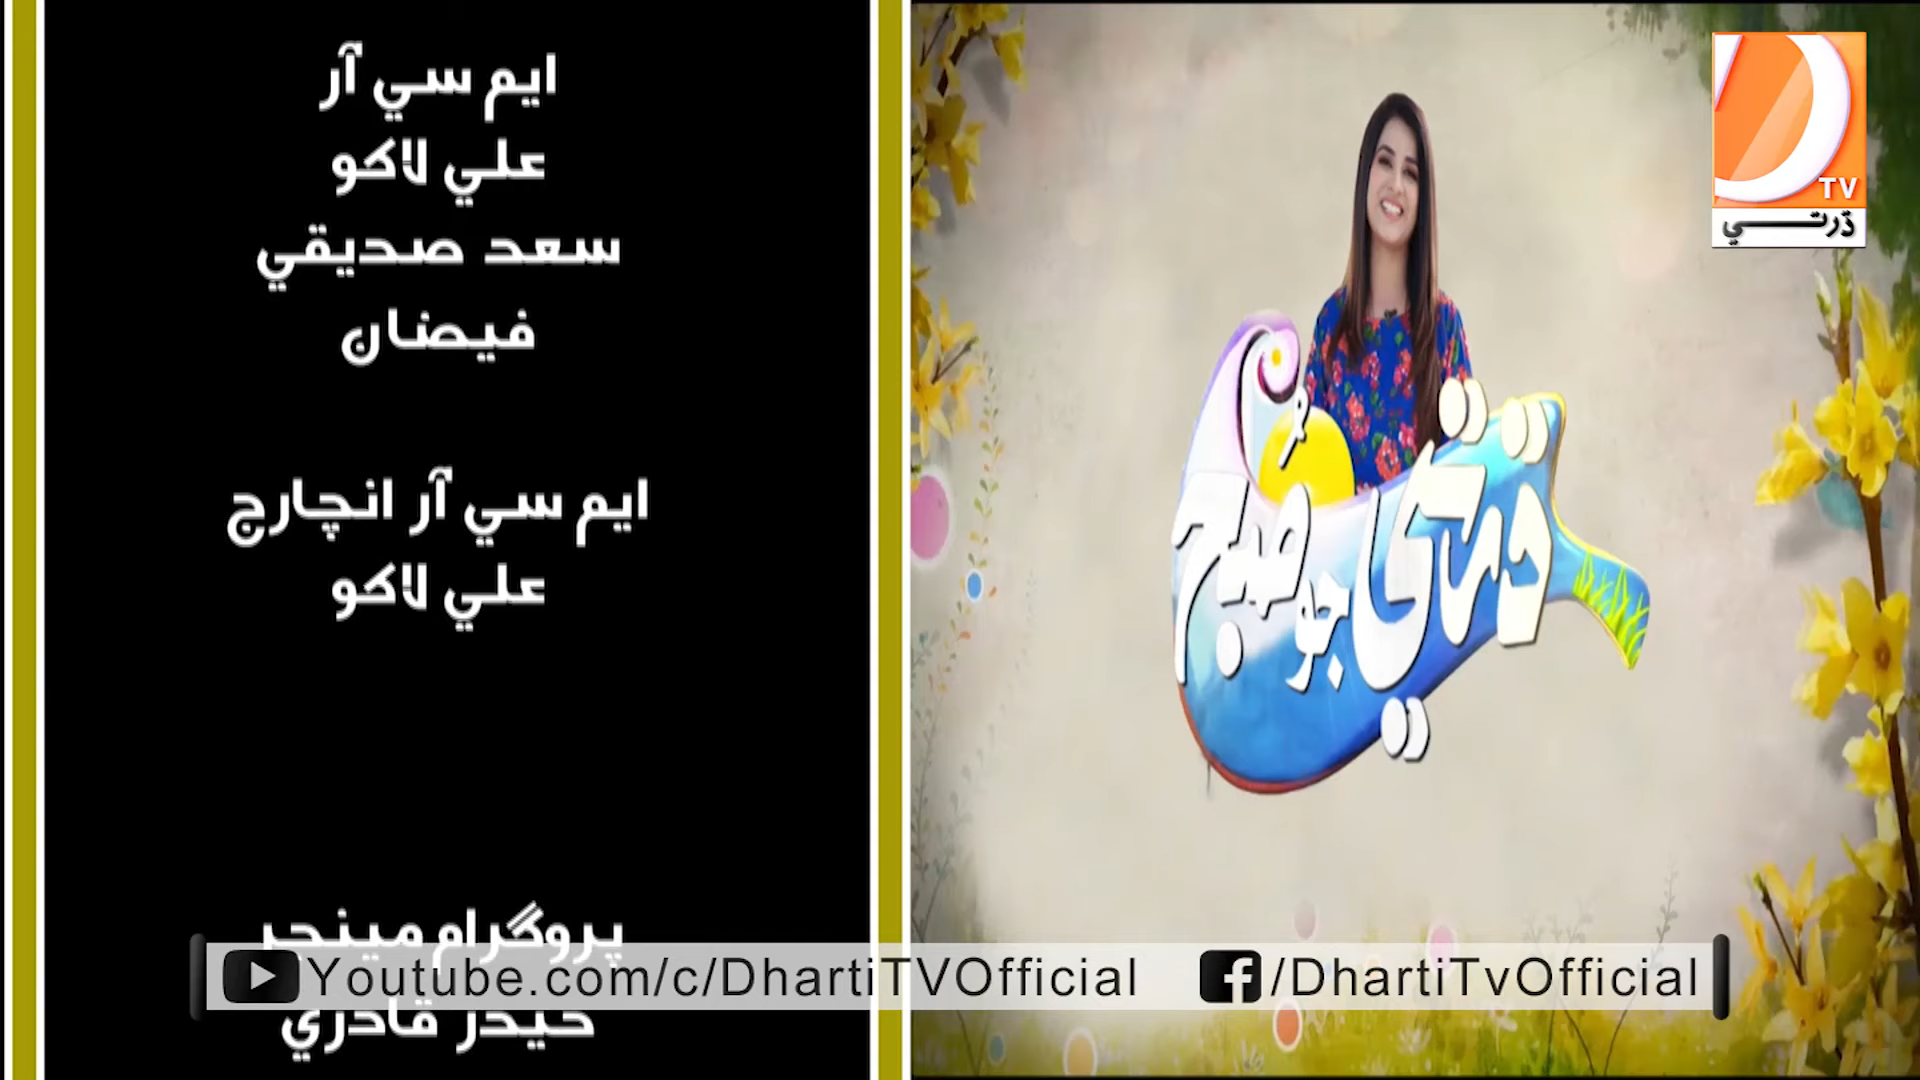 ايم سي آر
علي لاکو
سعد صديقي
فيضان
ايم سي آر انچارج
علي لاکو
پروگرام مينيجر
حيدر قادري
ڌرتي جو صُبح
TV
ڌرتي
Youtube.com/c/DhartiTVOfficial
/DhartiTvOfficial